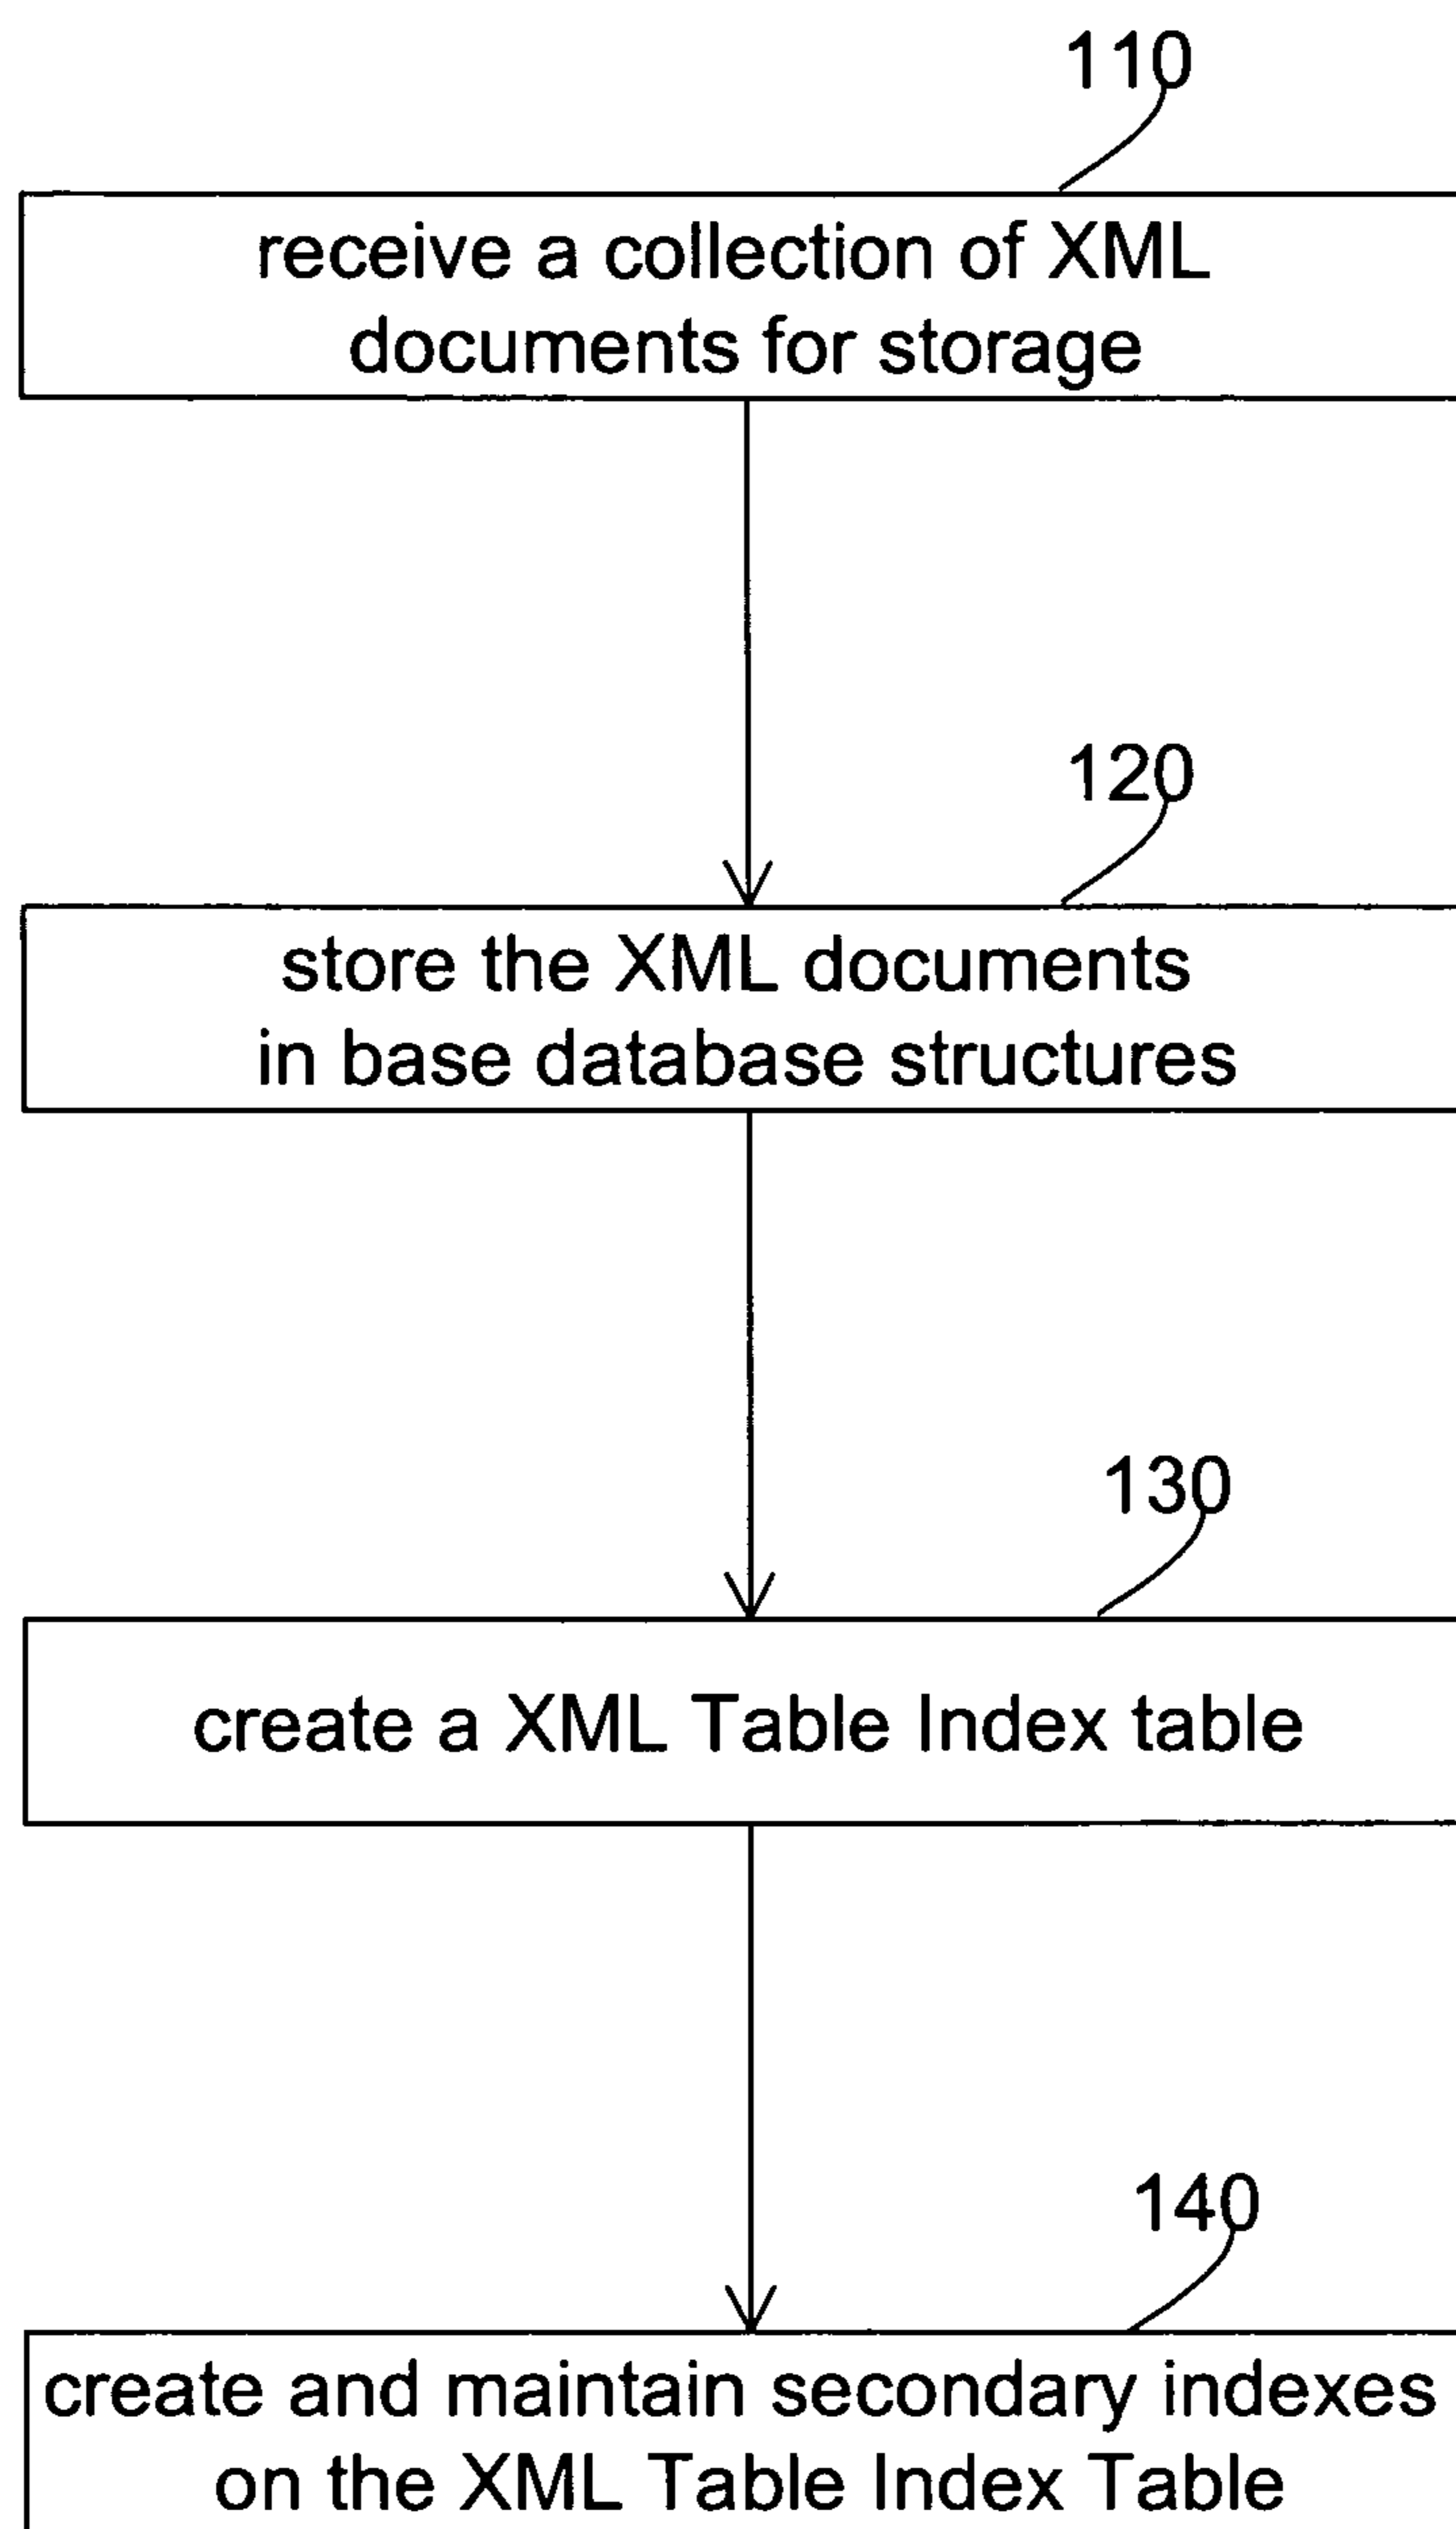 110
receive a collection of XML
documents for storage
120
store the XML documents
in base database structures
130
create a XML Table Index table
140
create and maintain secondary indexes
on the XML Table Index Table